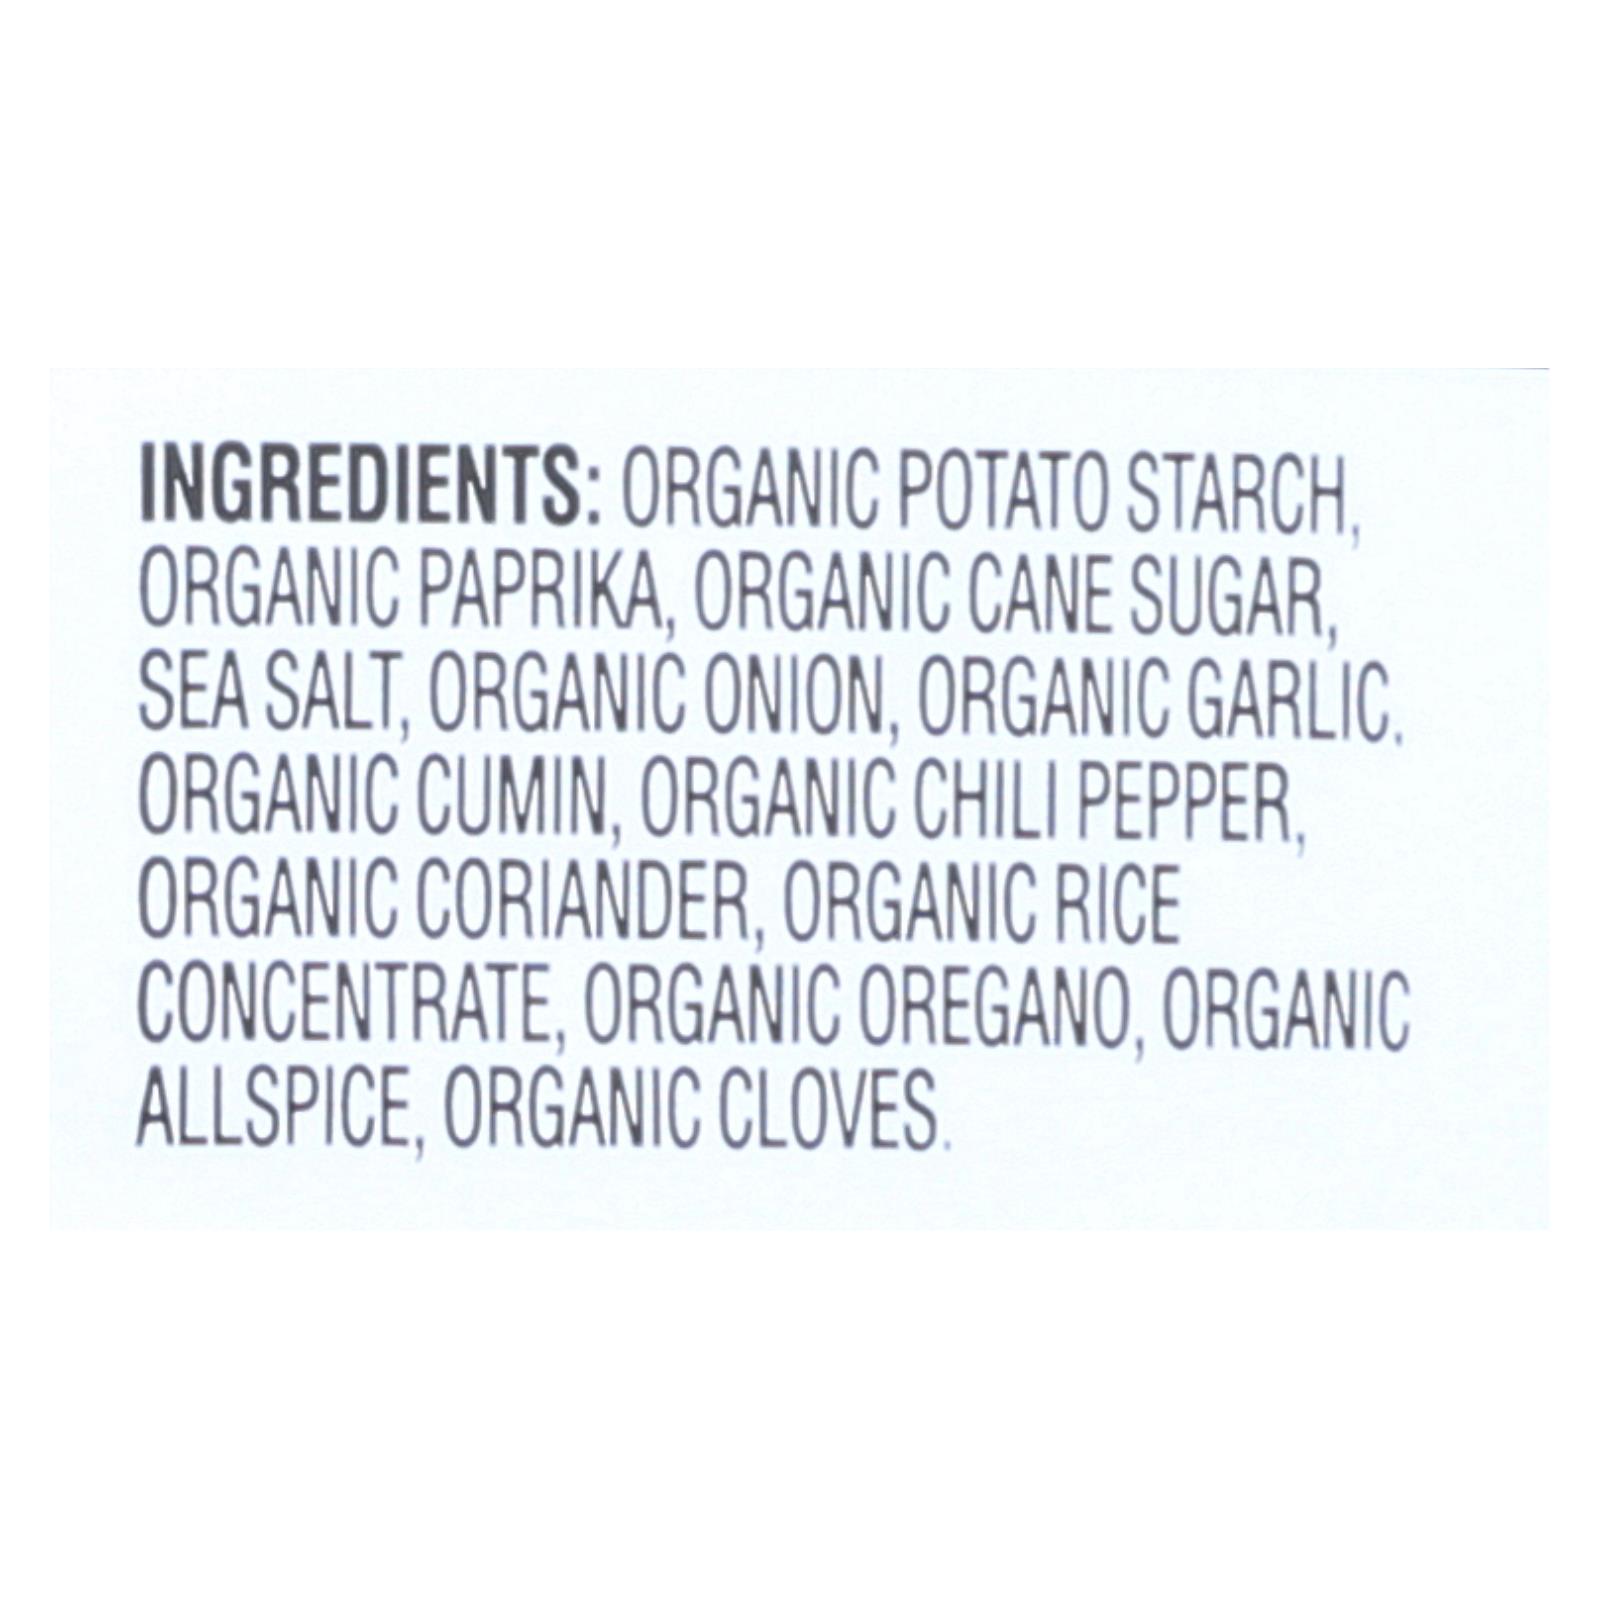 INGREDIENTS: ORGANIC POTATO STARCH,
ORGANIC PAPRIKA, ORGANIC CANE SUGAR,
SEA SALT, ORGANIC ONION, ORGANIC GARLIC,
ORGANIC CUMIN, ORGANIC CHILI PEPPER,
ORGANIC CORIANDER, ORGANIC RICE
CONCENTRATE, ORGANIC OREGANO, ORGANIC
ALLSPICE, ORGANIC CLOVES.